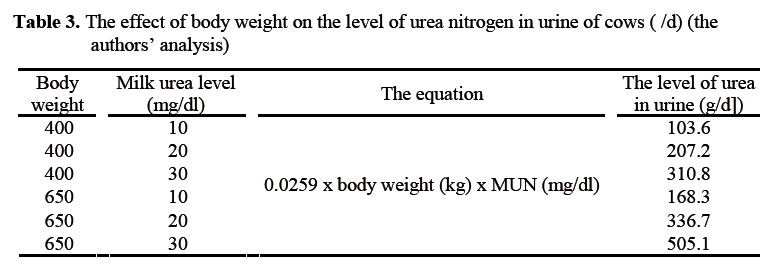 Table 3. The effect of body weight on the level of urea nitrogen in urine of cows ( /d) (the
authors’ analysis)
Body weight | Milk urea level (mg/dl) | The equation | The level of urea in urine (g/d])
400 10 103.6
400 20 207.2
400 30 310.8
0.0259 x body weight (kg) x MUN (mg/dl)
650 10 168.3
650 20 336.7
650 30 505.1